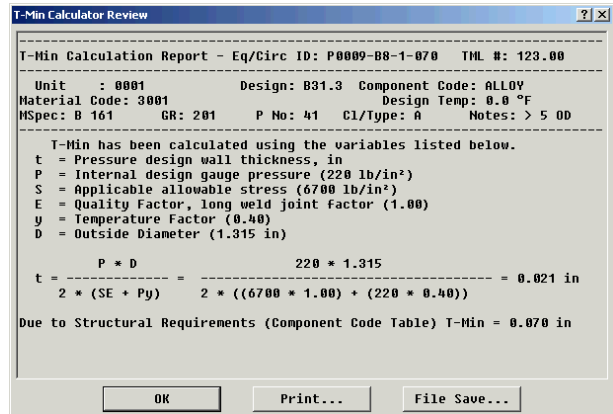 T-Min Calculator Review
T-Min Calculation Report - Eq/Circ ID: P0009-B8-1-070 TML #: 123.00
Unit : 0001 Design: B31.3 Component Code: ALLOY
Material Code: 3001 Design Temp: 0.0 °F
MSpec: B 161 GR: 201 P No: 41 Cl/Type: A Notes: > 5 OD
T-Min has been calculated using the variables listed below.
t = Pressure design wall thickness, in
P = Internal design gauge pressure (220 lb/in²)
S = Applicable allowable stress (6700 lb/in²)
E = Quality Factor, long weld joint factor (1.00)
y = Temperature Factor (0.40)
D = Outside Diameter (1.315 in)
P * D 220 * 1.315
t = ------------- = ------------------------------------- = 0.021 in
2 * (SE + Py) 2 * ((6700 * 1.00) + (220 * 0.40))
Due to Structural Requirements (Component Code Table) T-Min = 0.070 in
OK Print... File Save...